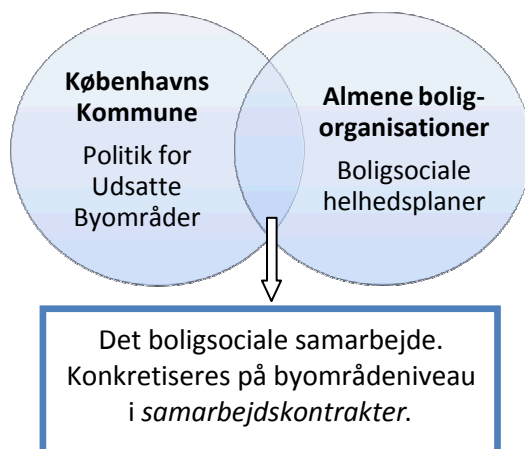 Københavns
Kommune
Politik for
Udsatte
Byområder
Almene bolig-
organisationer
Boligsociale
helhedsplaner
Det boligsociale samarbejde.
Konkretiseres på byområdeniveau
i samarbejdskontrakter.